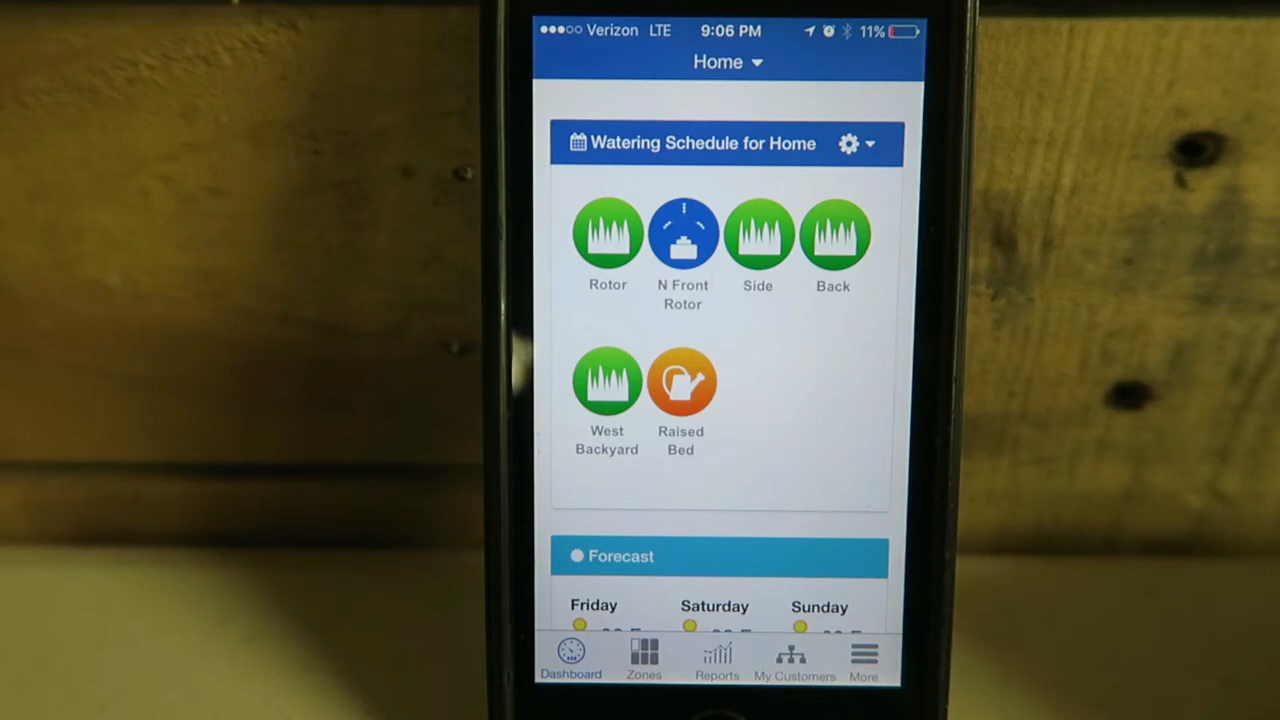 Verizon LTE 9:06 PM 11%
Home
Watering Schedule for Home
Rotor
N Front
Rotor
Side
Back
West
Backyard
Raised
Bed
Forecast
Friday Saturday Sunday
Dashboard Zones Reports My Customers More